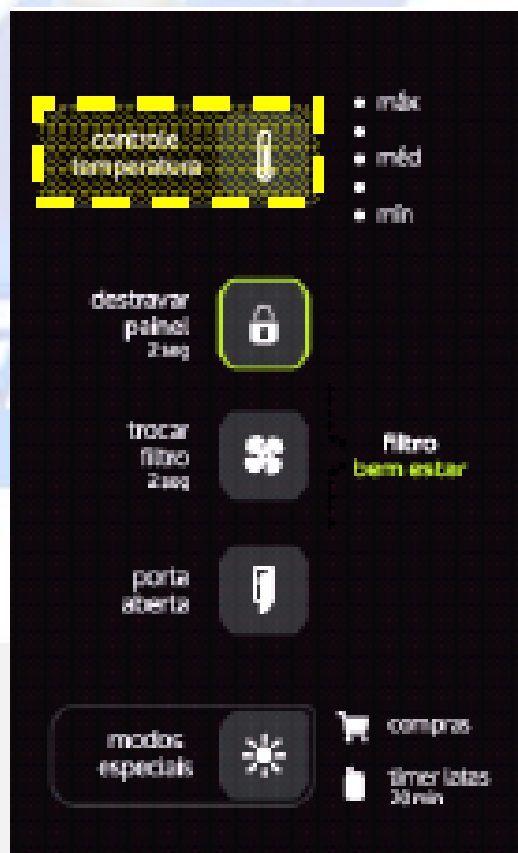 controle
temperatura
máx
méd
mín
destravar
painel
2 seg
trocar
filtro
2 seg
filtro
bem estar
porta
aberta
modos
especiais
compras
timer latas
20 min